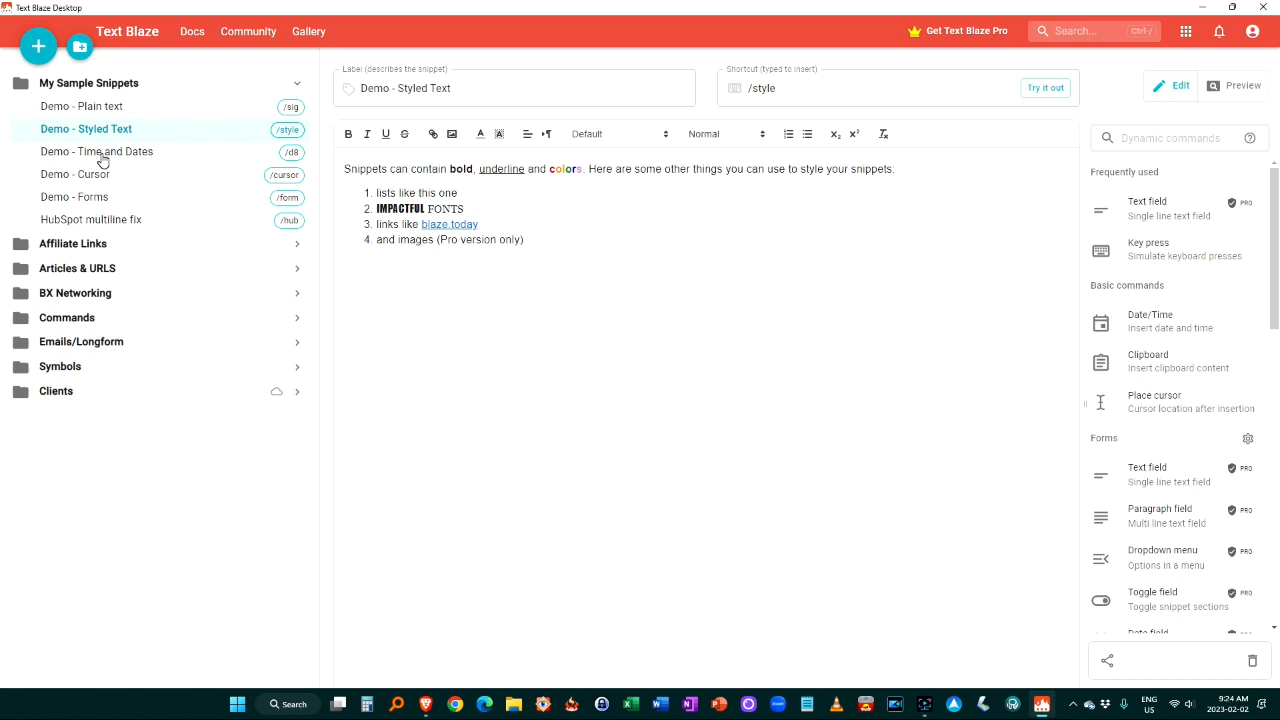 Text Blaze Desktop
Text Blaze
Docs
Community
Gallery
Get Text Blaze Pro
Search...
Ctrl-/
My Sample Snippets
Demo - Plain text
/sig
Demo - Styled Text
/style
Demo - Time and Dates
/d8
Demo - Cursor
/cursor
Demo - Forms
/form
HubSpot multiline fix
/hub
Affiliate Links
Articles & URLS
BX Networking
Commands
Emails/Longform
Symbols
Clients
Label (describes the snippet)
Demo - Styled Text
Shortcut (typed to insert)
/style
Try it out
Edit
Preview
B I U S
Default
Normal
Snippets can contain bold, underline and colors. Here are some other things you can use to style your snippets:
1. lists like this one
2. IMPACTFUL FONTS
3. links like blaze.today
4. and images (Pro version only)
Dynamic commands
Frequently used
Text field
PRO
Single line text field
Key press
Simulate keyboard presses
Basic commands
Date/Time
Insert date and time
Clipboard
Insert clipboard content
Place cursor
Cursor location after insertion
Forms
Text field
PRO
Single line text field
Paragraph field
PRO
Multi line text field
Dropdown menu
PRO
Options in a menu
Toggle field
PRO
Toggle snippet sections
Date field
Search
ENG
US
9:24 AM
2023-02-02